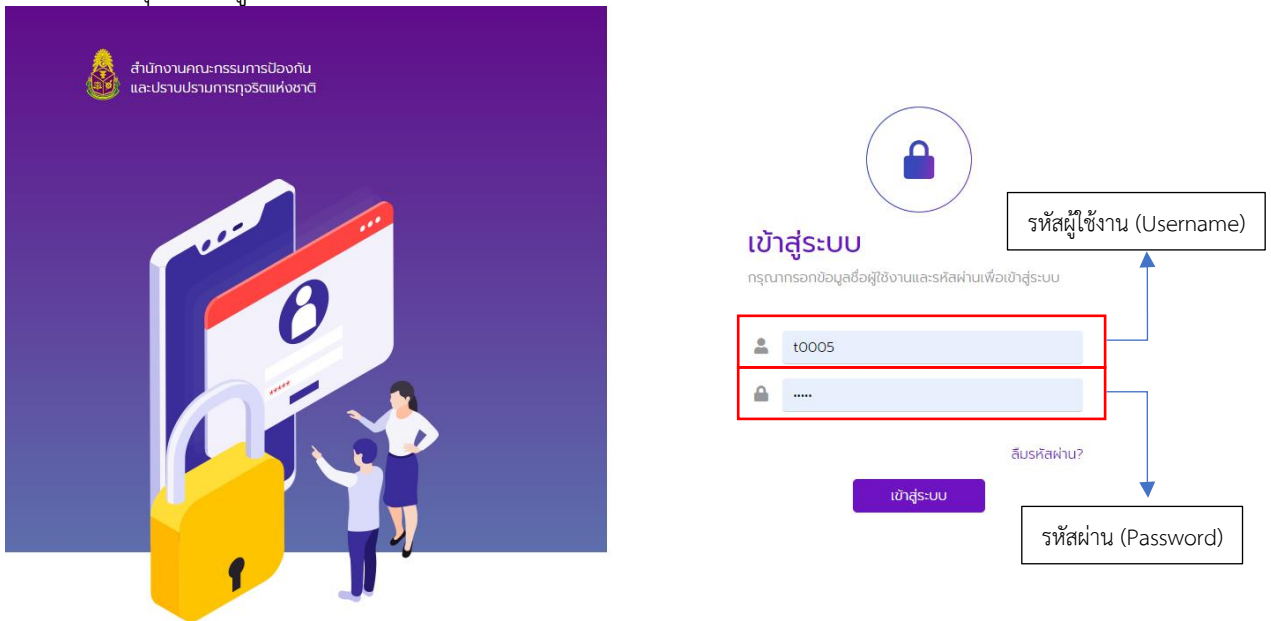 สำนักงานคณะกรรมการป้องกัน
และปราบปรามการทุจริตแห่งชาติ
รหัสผู้ใช้งาน (Username)
เข้าสู่ระบบ
กรุณากรอกข้อมูลชื่อผู้ใช้งานและรหัสผ่านเพื่อเข้าสู่ระบบ
t0005
•••••
ลืมรหัสผ่าน?
เข้าสู่ระบบ
รหัสผ่าน (Password)
*****